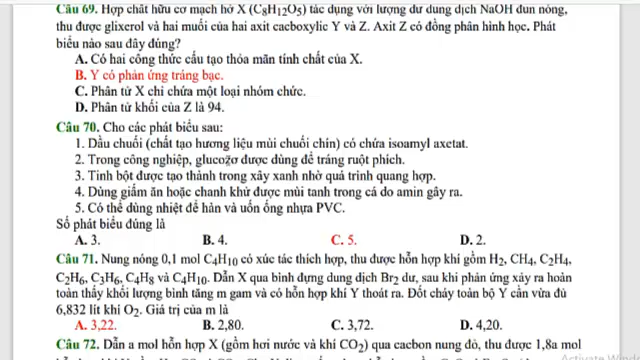 Câu 69. Hợp chất hữu cơ mạch hở X (C8H12O5) tác dụng với lượng dư dung dịch NaOH đun nóng,
thu được glixerol và hai muối của hai axit cacboxylic Y và Z. Axit Z có đồng phân hình học. Phát
biểu nào sau đây đúng?
A. Có hai công thức cấu tạo thỏa mãn tính chất của X.
B. Y có phản ứng tráng bạc.
C. Phân tử X chỉ chứa một loại nhóm chức.
D. Phân tử khối của Z là 94.
Câu 70. Cho các phát biểu sau:
1. Dầu chuối (chất tạo hương liệu mùi chuối chín) có chứa isoamyl axetat.
2. Trong công nghiệp, glucozơ được dùng để tráng ruột phích.
3. Tinh bột được tạo thành trong xây xanh nhờ quá trình quang hợp.
4. Dùng giấm ăn hoặc chanh khử được mùi tanh trong cá do amin gây ra.
5. Có thể dùng nhiệt để hàn và uốn ống nhựa PVC.
Số phát biểu đúng là
A. 3. B. 4. C. 5. D. 2.
Câu 71. Nung nóng 0,1 mol C4H10 có xúc tác thích hợp, thu được hỗn hợp khí gồm H2, CH4, C2H4,
C2H6, C3H6, C4H8 và C4H10. Dẫn X qua bình đựng dung dịch Br2 dư, sau khi phản ứng xảy ra hoàn
toàn thấy khối lượng bình tăng m gam và có hỗn hợp khí Y thoát ra. Đốt cháy toàn bộ Y cần vừa đủ
6,832 lít khí O2. Giá trị của m là
A. 3,22. B. 2,80. C. 3,72. D. 4,20.
Câu 72. Dẫn a mol hỗn hợp X (gồm hơi nước và khí CO2) qua cacbon nung đỏ, thu được 1,8a mol